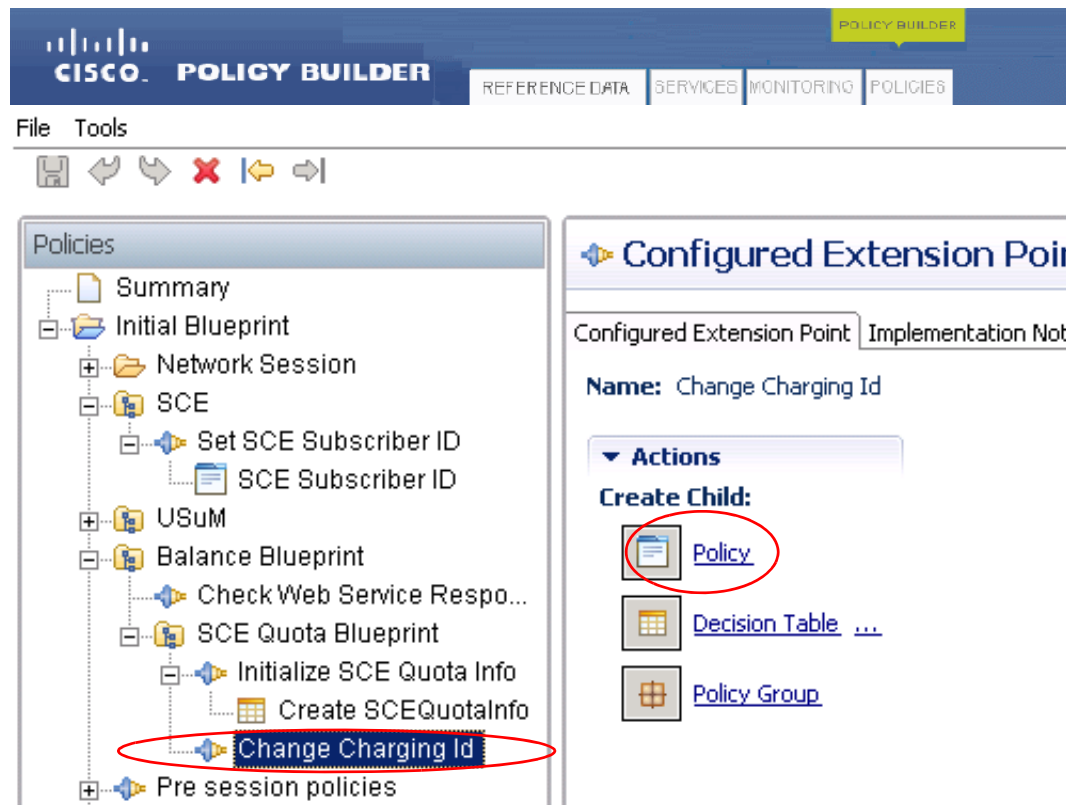 POLICY BUILDER
CISCO. POLICY BUILDER
REFERENCE DATA SERVICES MONITORING POLICIES
File Tools
Policies
Summary
Initial Blueprint
Network Session
SCE
Set SCE Subscriber ID
SCE Subscriber ID
USuM
Balance Blueprint
Check Web Service Respo...
SCE Quota Blueprint
Initialize SCE Quota Info
Create SCEQuotaInfo
Change Charging Id
Pre session policies
Configured Extension Poin
Configured Extension Point Implementation Not
Name: Change Charging Id
Actions
Create Child:
Policy
Decision Table ...
Policy Group